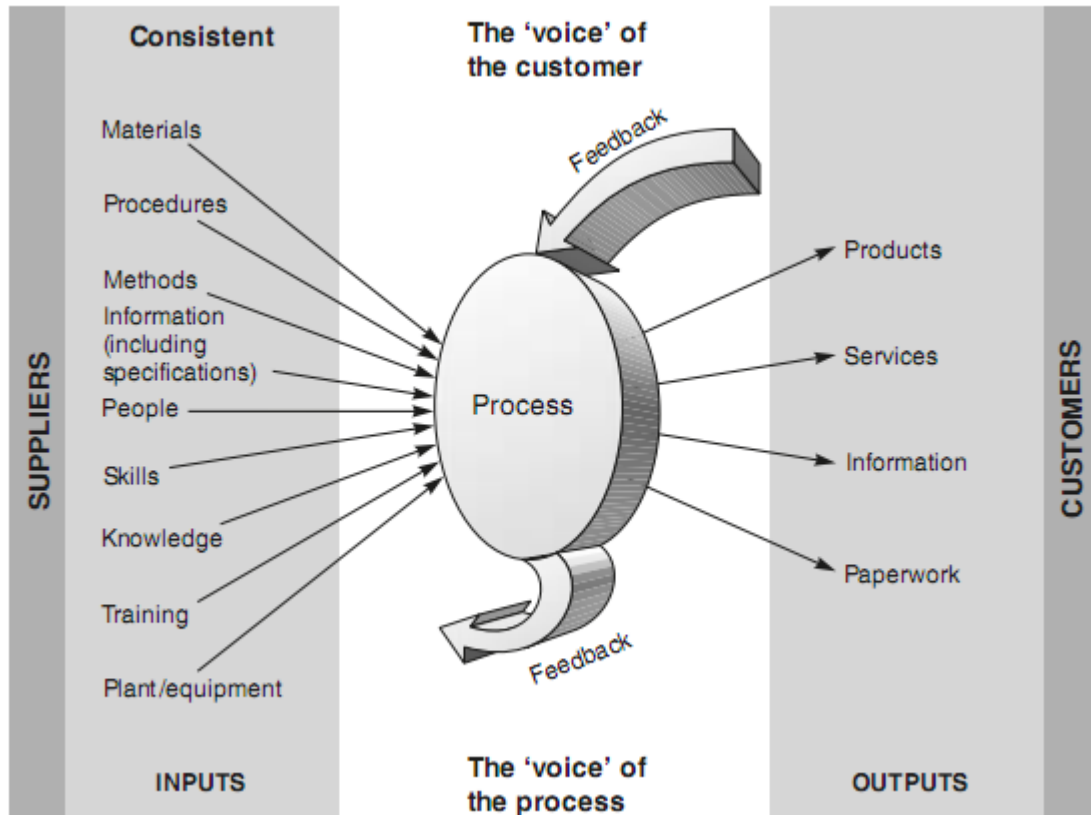 Consistent
The ‘voice’ of
the customer
Feedback
Materials
Procedures
Methods
Information
(including
specifications)
People
Skills
Knowledge
Training
Plant/equipment
SUPPLIERS
Process
Products
Services
Information
Paperwork
CUSTOMERS
Feedback
INPUTS
The ‘voice’ of
the process
OUTPUTS